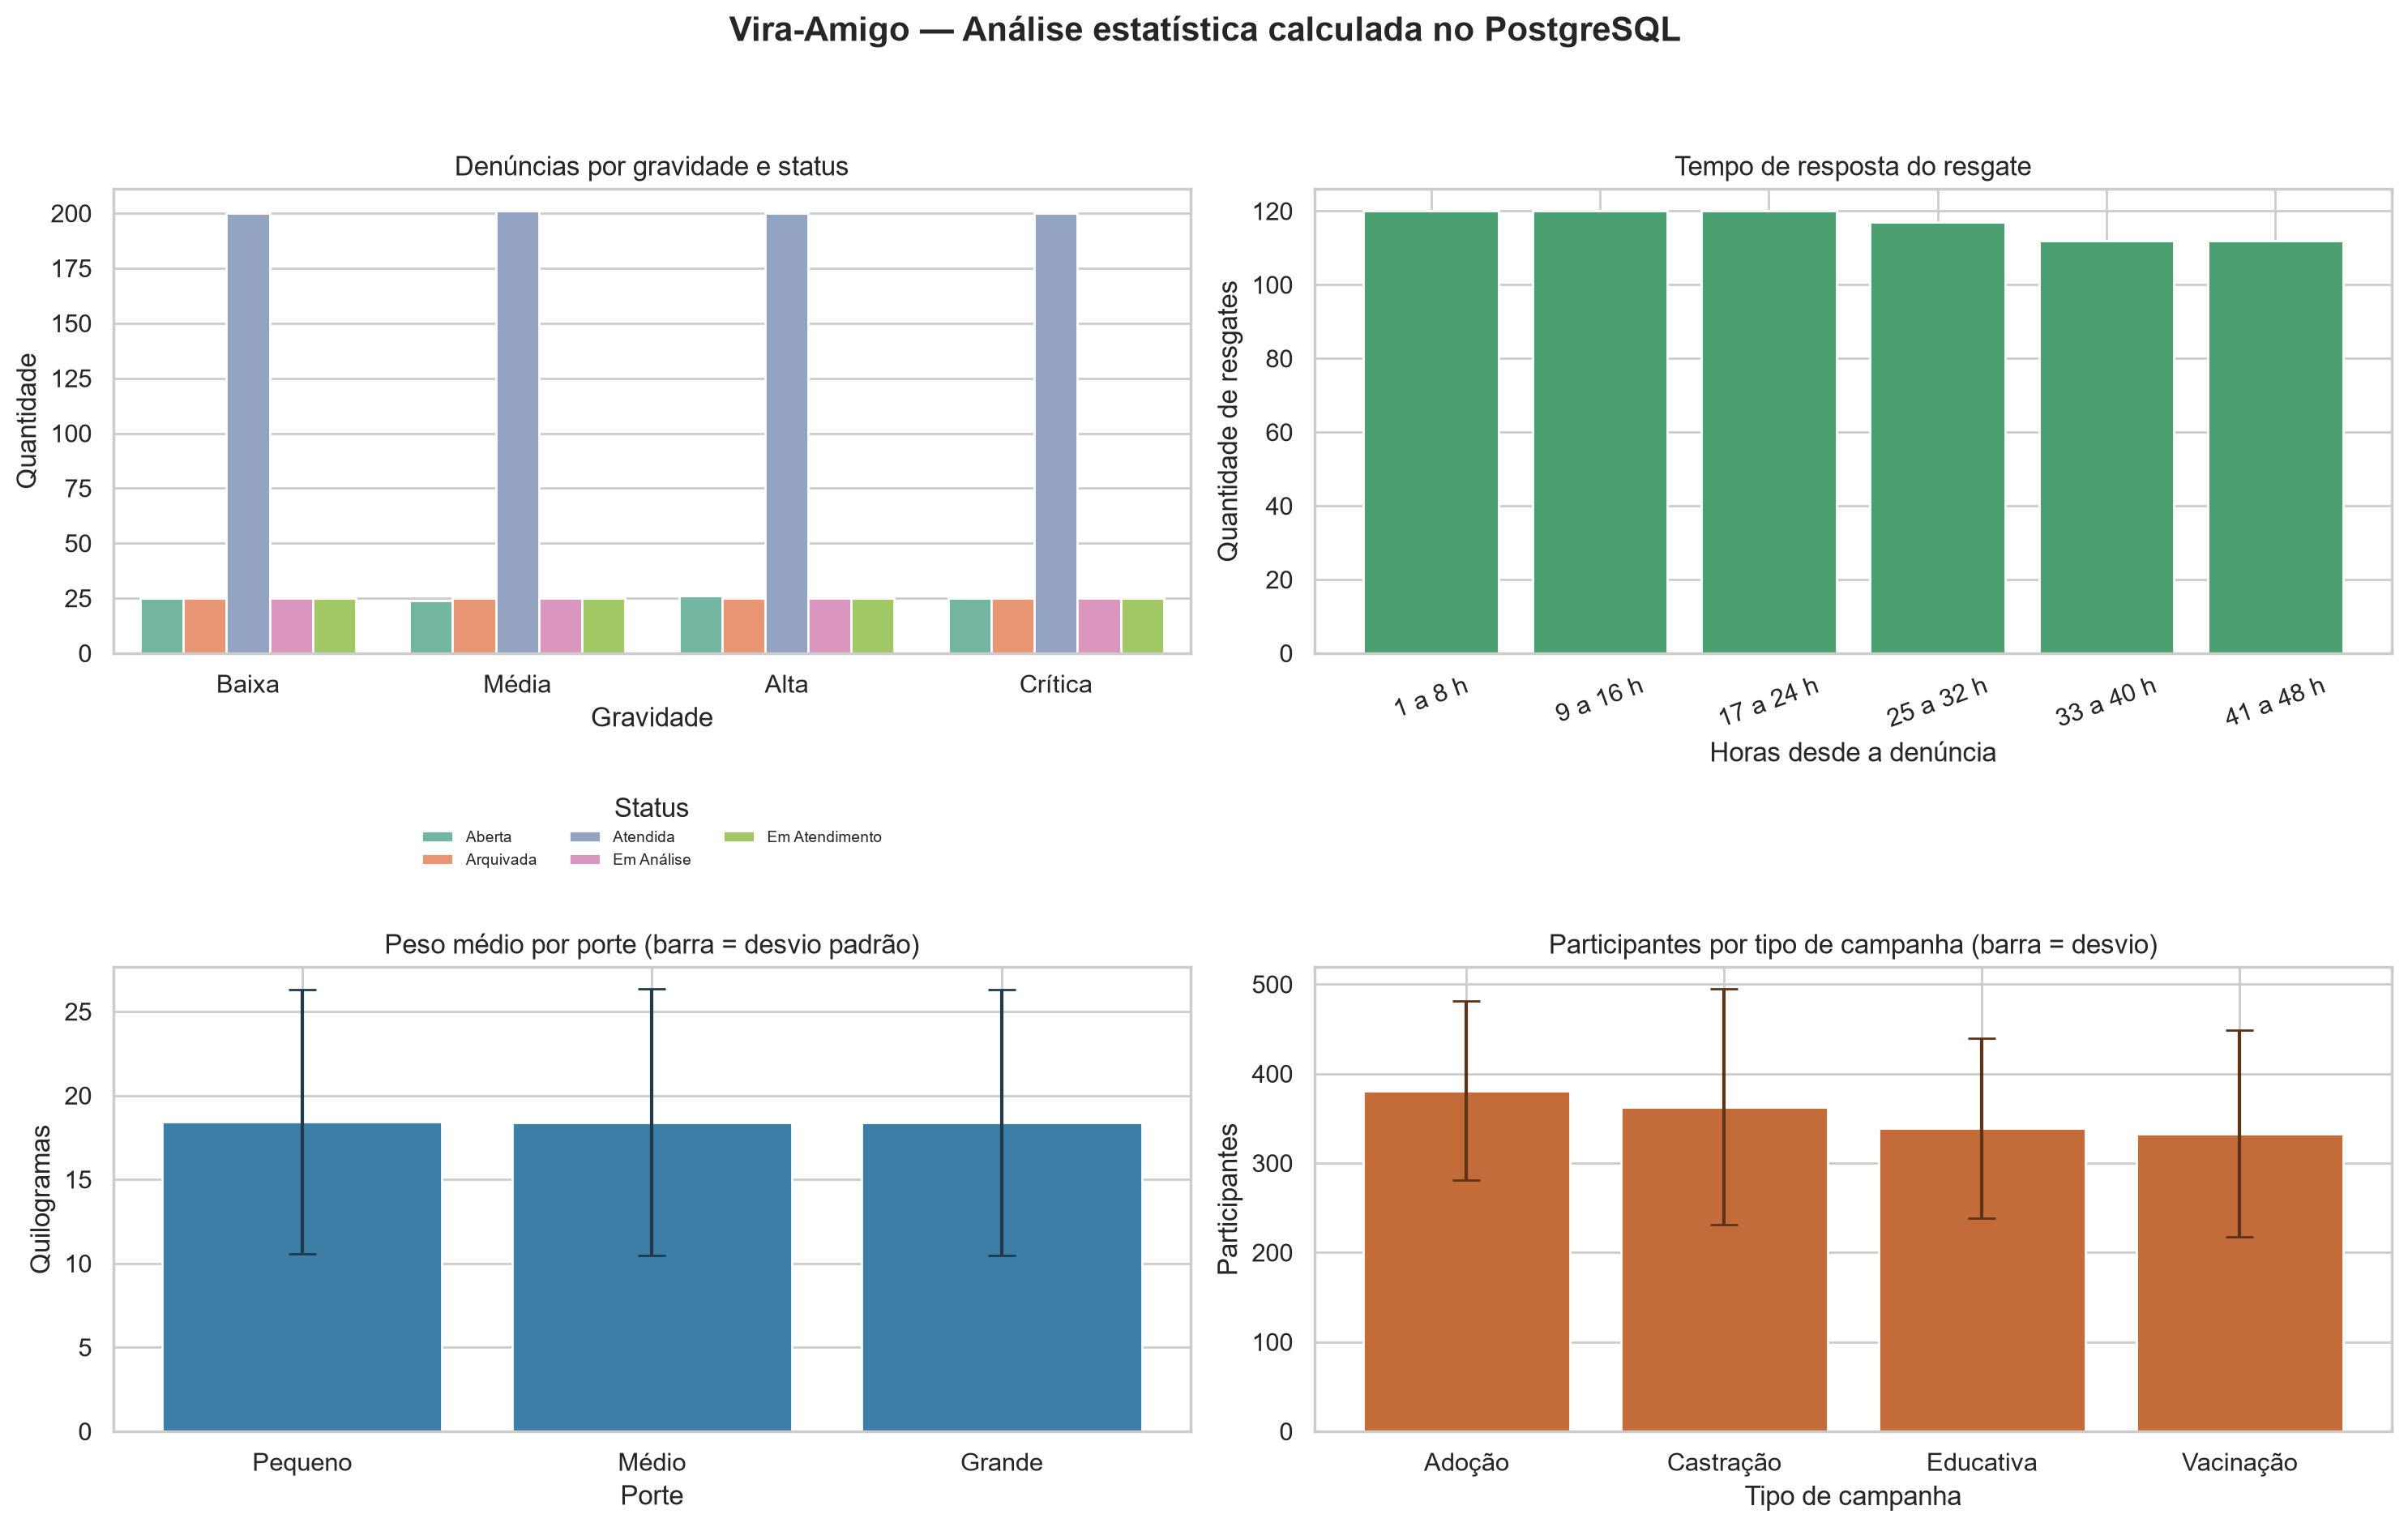 Vira-Amigo — Análise estatística calculada no PostgreSQL
Denúncias por gravidade e status
Quantidade
200
175
150
125
100
75
50
25
0
Baixa Média Alta Crítica
Gravidade
Status
Aberta Atendida Em Atendimento
Arquivada Em Análise
Tempo de resposta do resgate
Quantidade de resgates
120
100
80
60
40
20
0
1 a 8 h 9 a 16 h 17 a 24 h 25 a 32 h 33 a 40 h 41 a 48 h
Horas desde a denúncia
Peso médio por porte (barra = desvio padrão)
Quilogramas
25
20
15
10
5
0
Pequeno Médio Grande
Porte
Participantes por tipo de campanha (barra = desvio)
Participantes
500
400
300
200
100
0
Adoção Castração Educativa Vacinação
Tipo de campanha